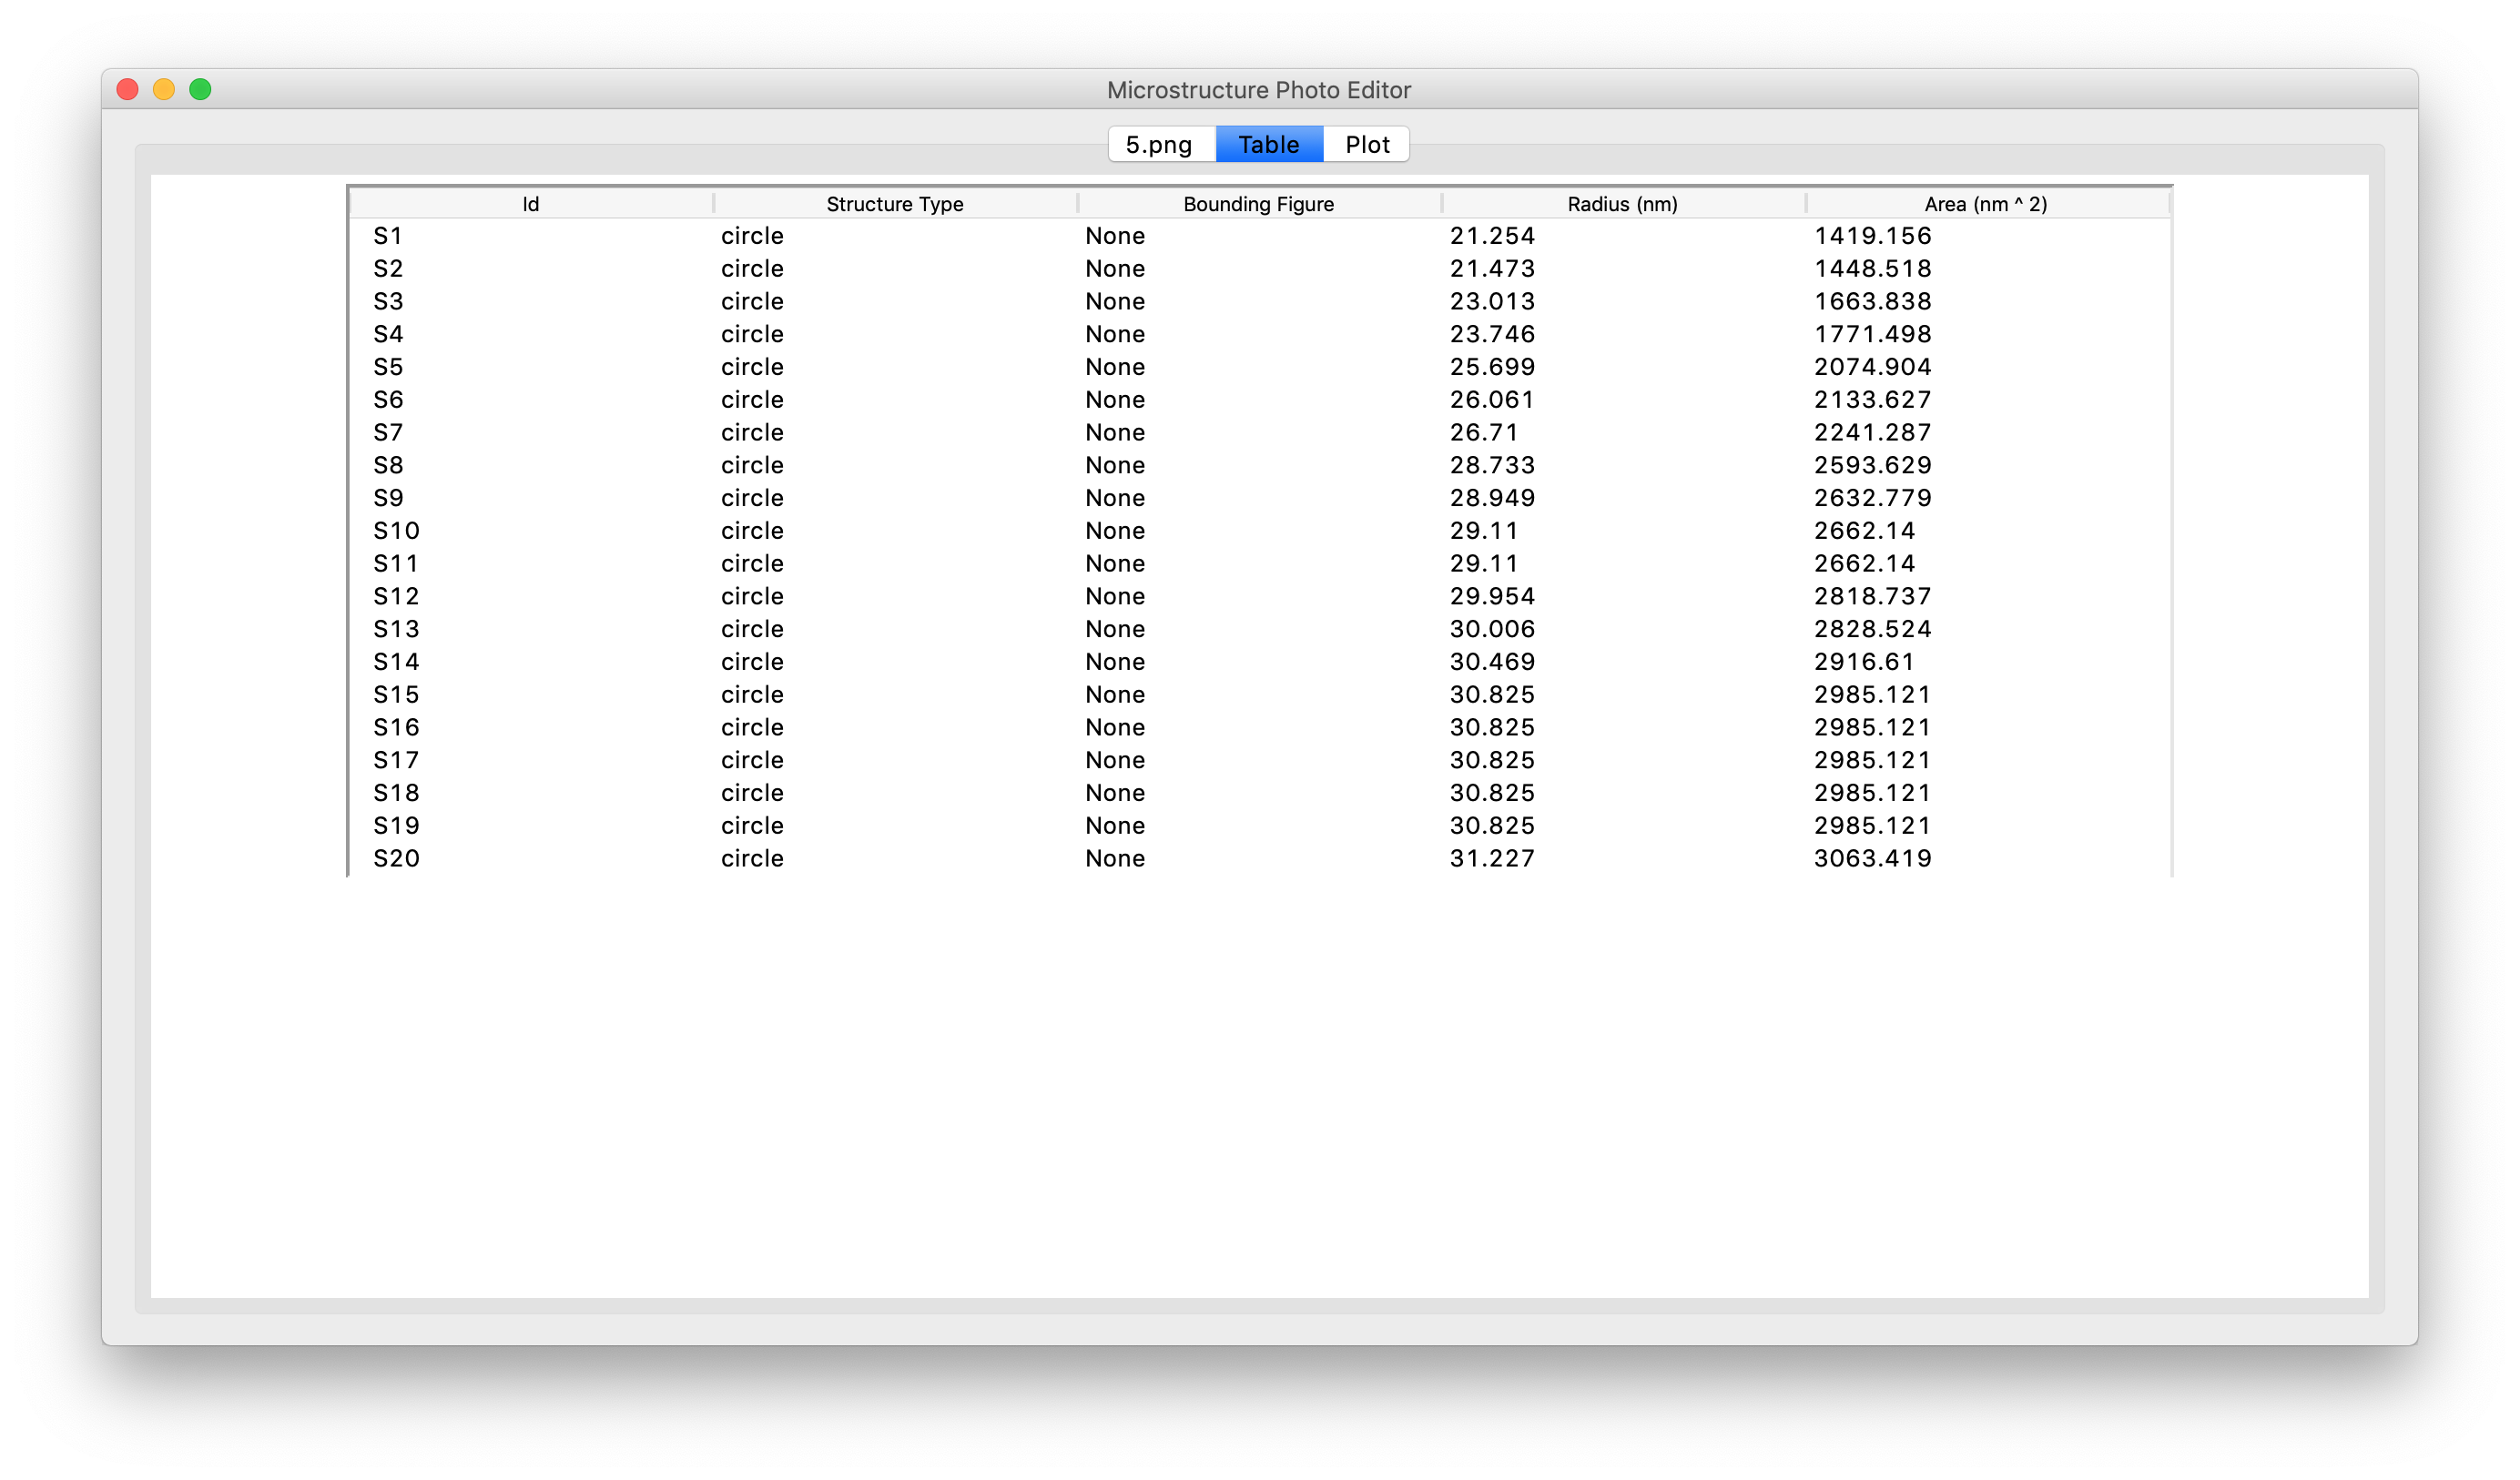 Microstructure Photo Editor
5.png Table Plot
Id Structure Type Bounding Figure Radius (nm) Area (nm ^ 2)
S1 circle None 21.254 1419.156
S2 circle None 21.473 1448.518
S3 circle None 23.013 1663.838
S4 circle None 23.746 1771.498
S5 circle None 25.699 2074.904
S6 circle None 26.061 2133.627
S7 circle None 26.71 2241.287
S8 circle None 28.733 2593.629
S9 circle None 28.949 2632.779
S10 circle None 29.11 2662.14
S11 circle None 29.11 2662.14
S12 circle None 29.954 2818.737
S13 circle None 30.006 2828.524
S14 circle None 30.469 2916.61
S15 circle None 30.825 2985.121
S16 circle None 30.825 2985.121
S17 circle None 30.825 2985.121
S18 circle None 30.825 2985.121
S19 circle None 30.825 2985.121
S20 circle None 31.227 3063.419